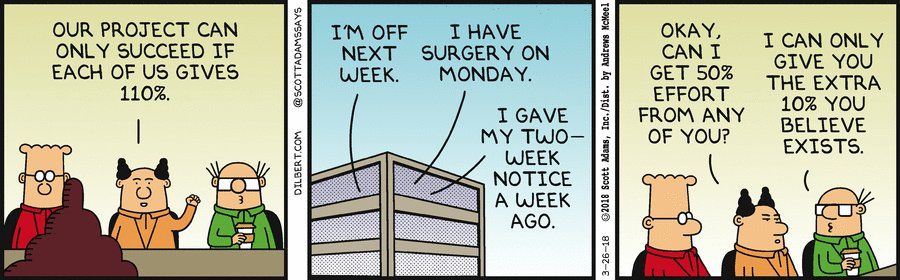 OUR PROJECT CAN
ONLY SUCCEED IF
EACH OF US GIVES
110%.
DILBERT.COM @SCOTTADAMSSAYS
I'M OFF
NEXT
WEEK.
I HAVE
SURGERY ON
MONDAY.
I GAVE
MY TWO-
WEEK
NOTICE
A WEEK
AGO.
3-26-18 ©2018 Scott Adams, Inc./Dist. by Andrews McMeel
OKAY,
CAN I
GET 50%
EFFORT
FROM ANY
OF YOU?
I CAN ONLY
GIVE YOU
THE EXTRA
10% YOU
BELIEVE
EXISTS.